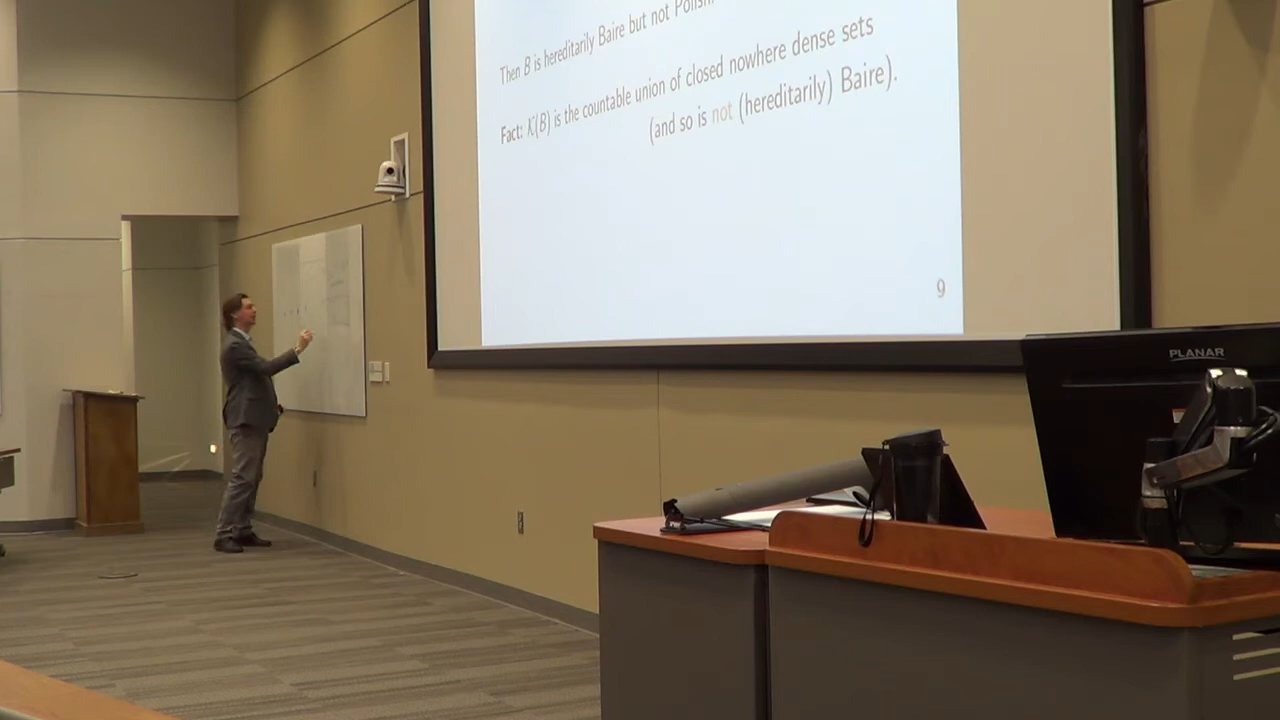 Then B is hereditarily Baire but not Polish.
Fact: K(B) is the countable union of closed nowhere dense sets
(and so is not (hereditarily) Baire).
9
PLANAR